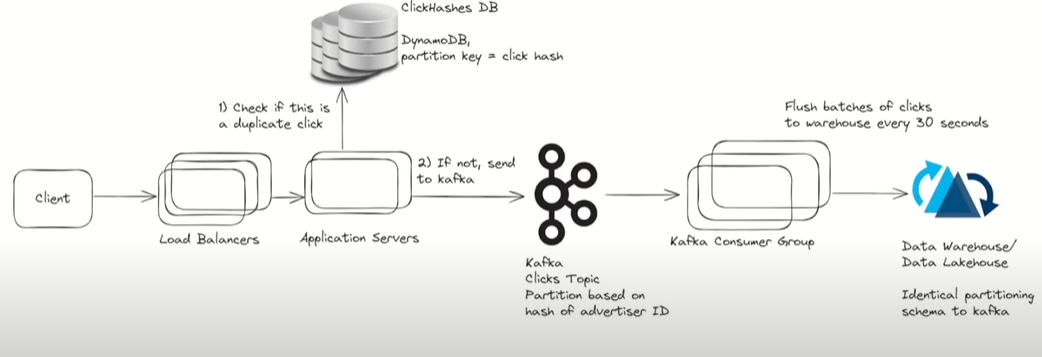 ClickHashes DB
DynamoDB,
partition key = click hash
1) Check if this is
a duplicate click
Flush batches of clicks
to warehouse every 30 seconds
2) If not, send
to kafka
Client
Load Balancers
Application Servers
Kafka Consumer Group
Kafka
Clicks Topic
Partition based on
hash of advertiser ID
Data Warehouse/
Data Lakehouse
Identical partitioning
schema to kafka